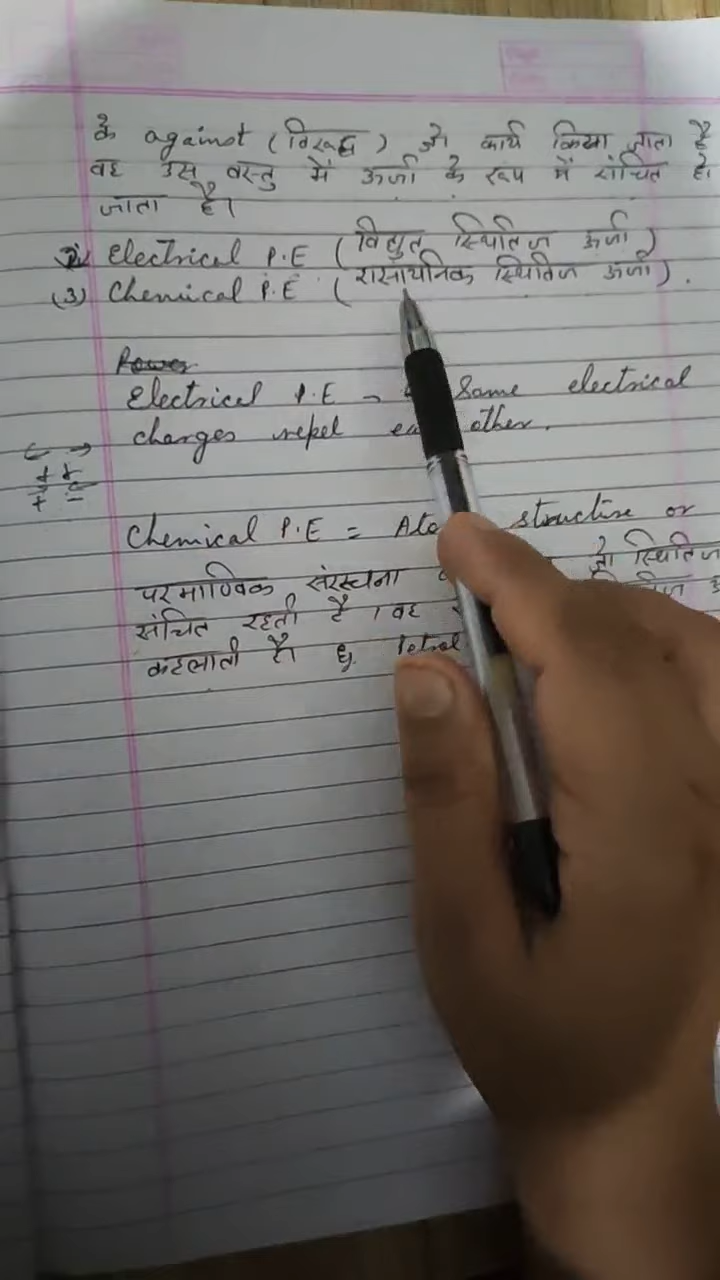 के against (विरूद्ध) जो कार्य किया जाता है
वह उस वस्तु में ऊर्जा के रूप में संचित हो
जाता है।
Electrical P.E (विद्युत स्थितिज ऊर्जा)
(3) Chemical P.E (रासायनिक स्थितिज ऊर्जा).
Power
Electrical P.E → Same electrical
charges repel other.
Chemical P.E = structure or
परमाण्विक संरचना जो स्थितिज
संचित रहती है। वह
कहलाती है।